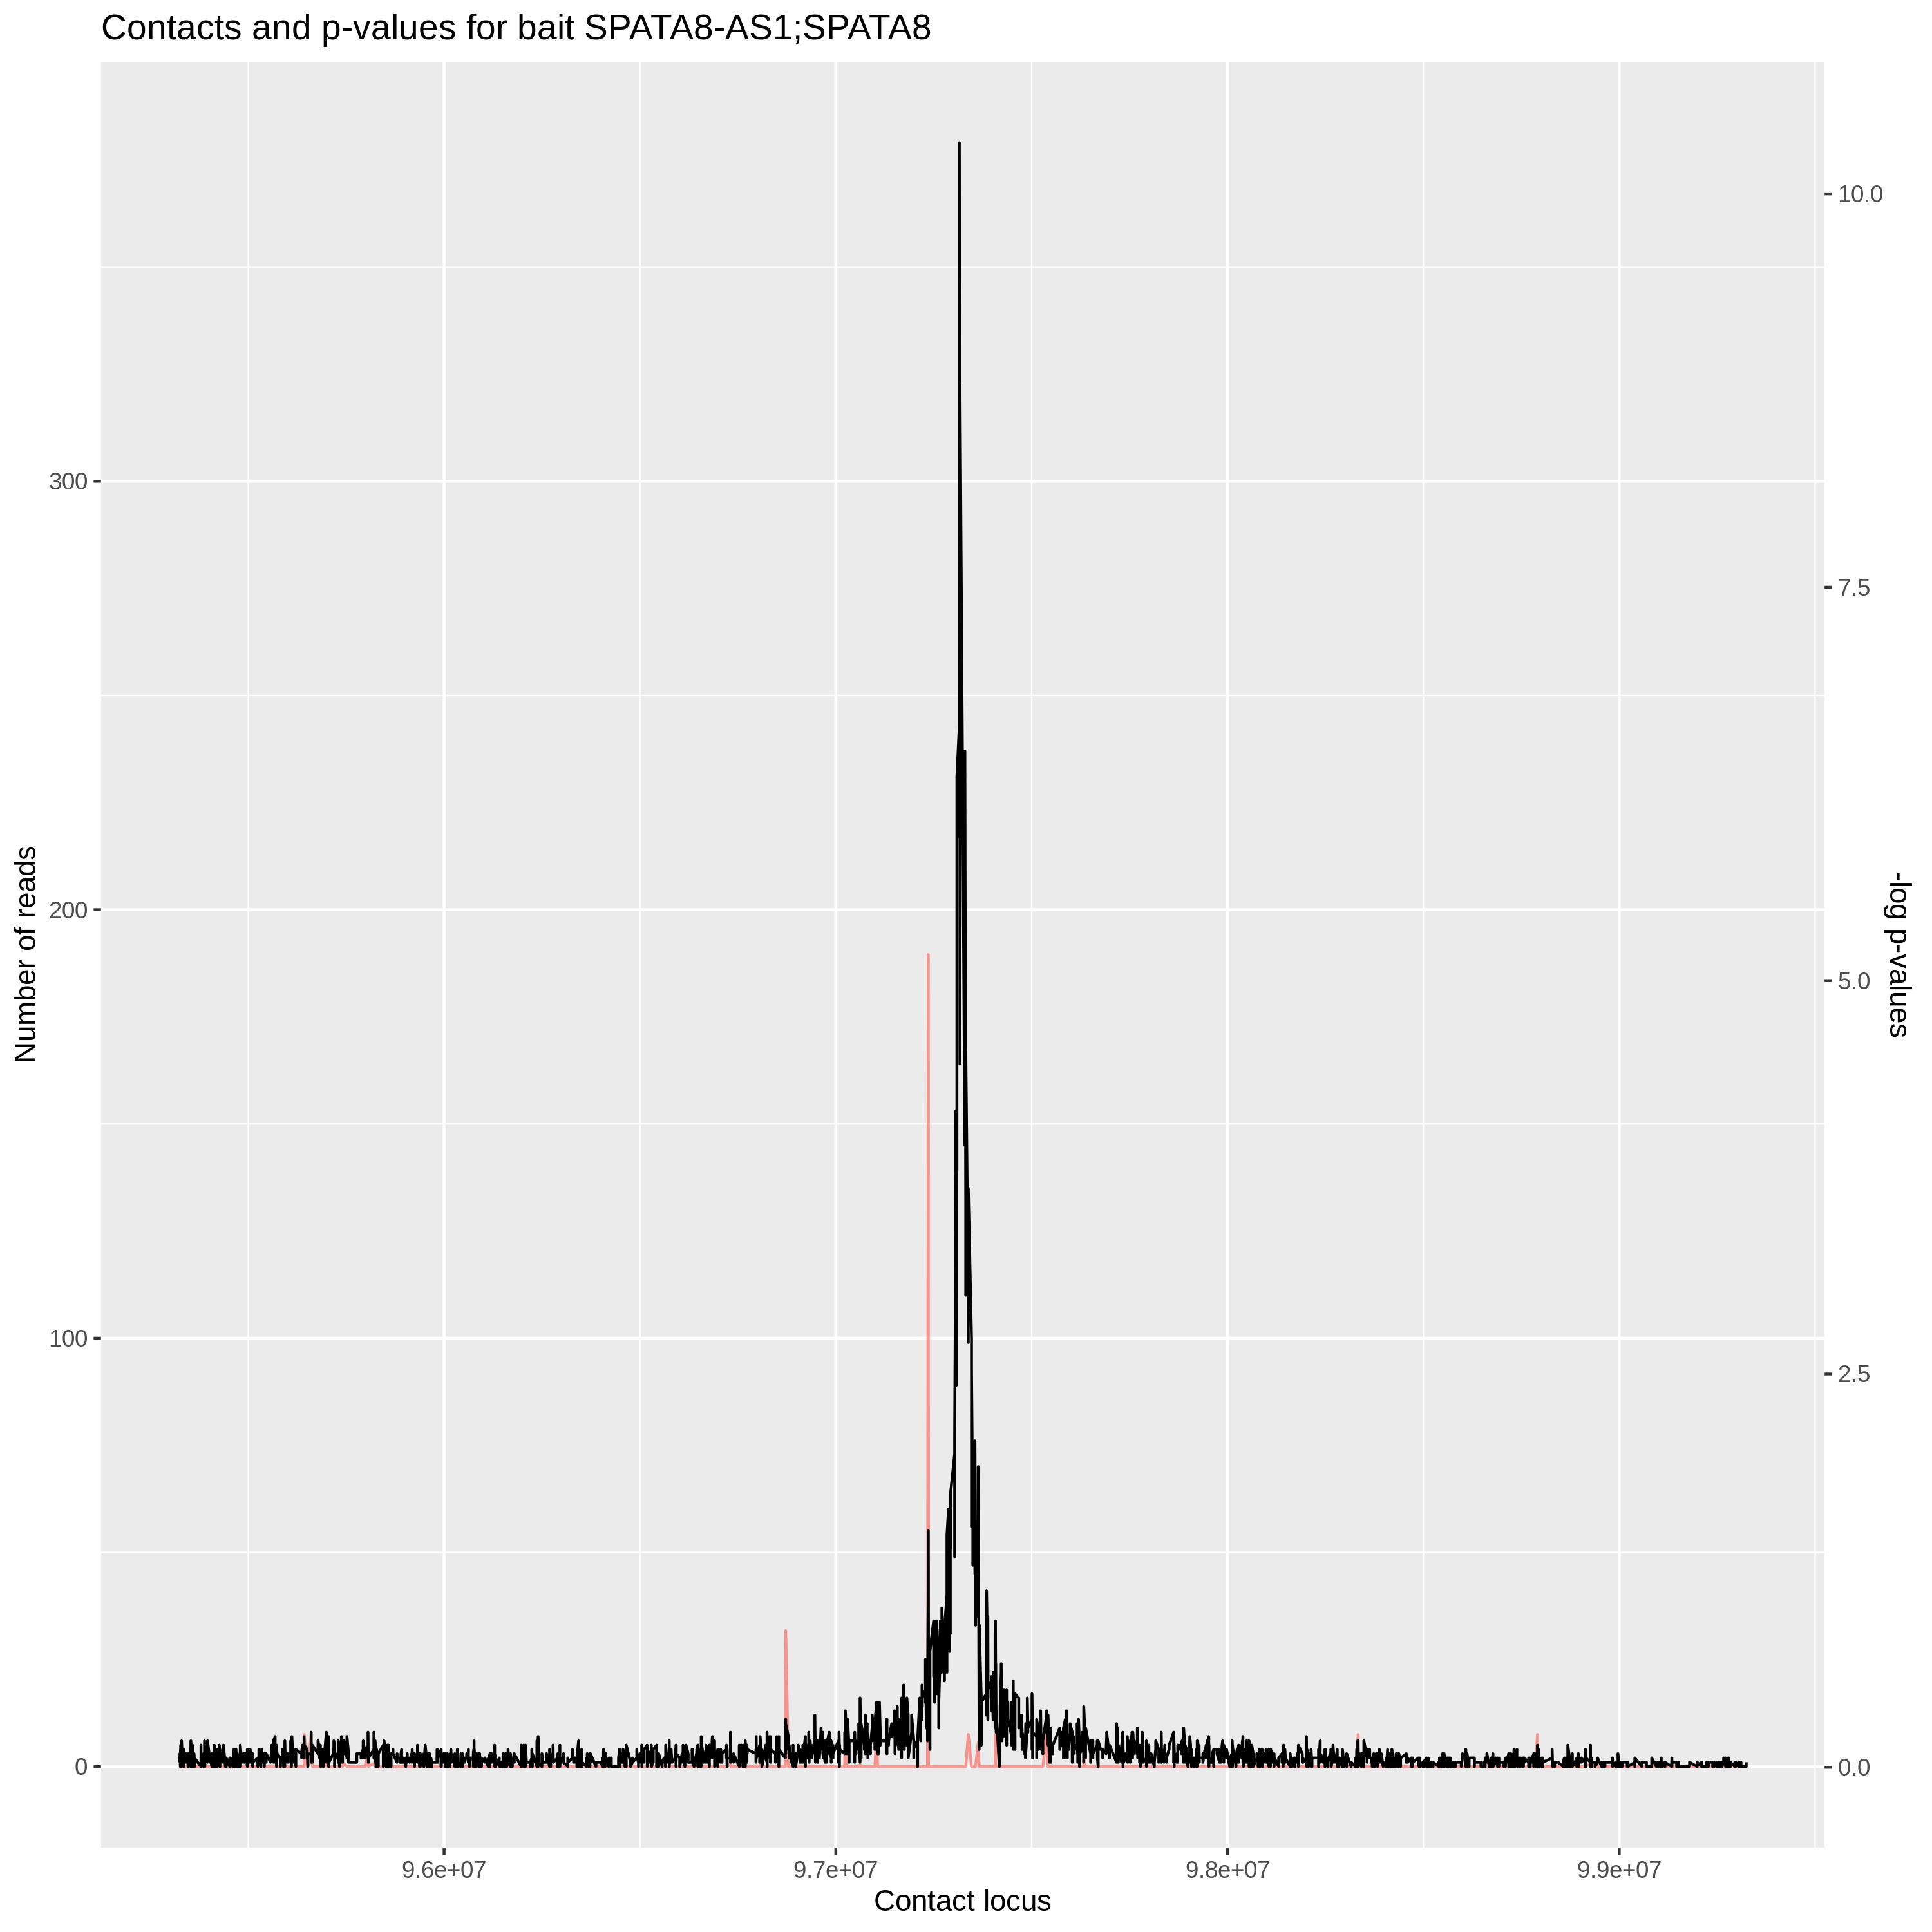 Contacts and p-values for bait SPATA8-AS1;SPATA8
Number of reads
300
200
100
0
10.0
7.5
5.0
2.5
0.0
-log p-values
9.6e+07 9.7e+07 9.8e+07 9.9e+07
Contact locus